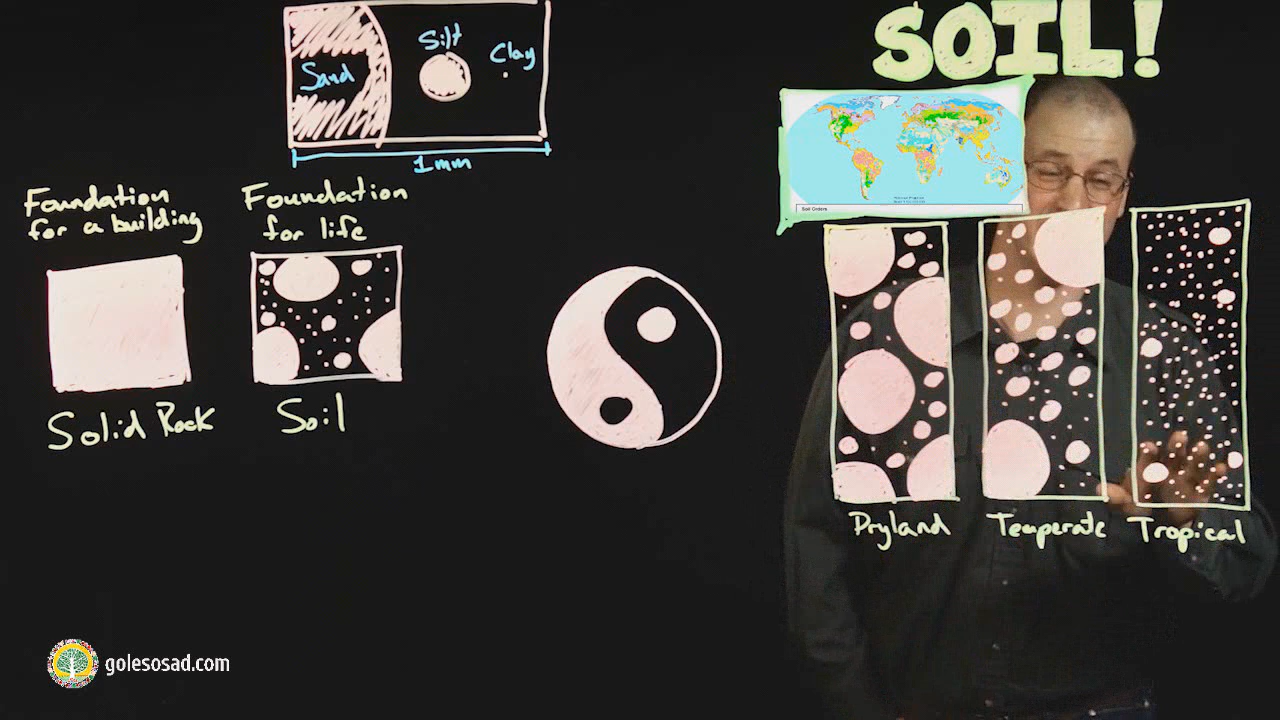 SOIL!
Silt
Clay
Sand
1mm
Foundation
for a building
Foundation
for life
Solid Rock
Soil
Soil Orders
Dryland
Temperate
Tropical
golesosad.com